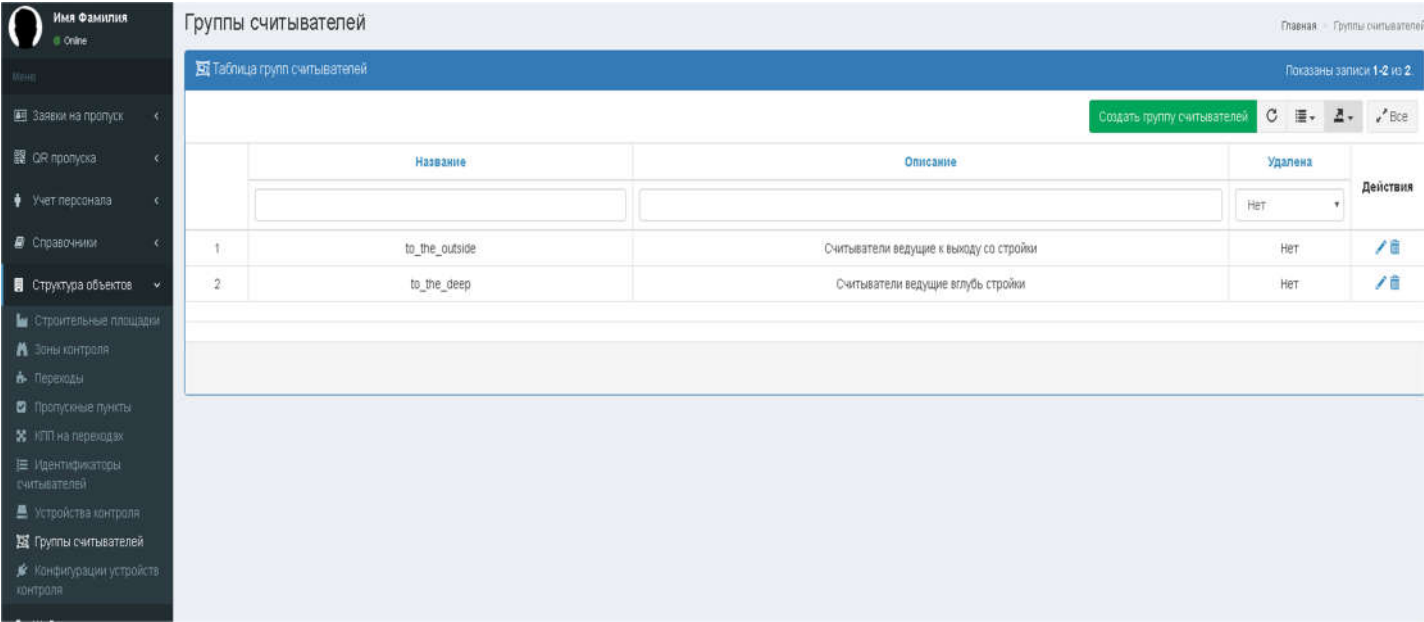 Имя Фамилия
Online
Меню
Заявки на пропуск
QR пропуска
Учет персонала
Справочники
Структура объектов
Строительные площадки
Зоны контроля
Переходы
Пропускные пункты
КПП на переходах
Идентификаторы
считывателей
Устройства контроля
Группы считывателей
Конфигурации устройств
контроля
Группы считывателей
Главная > Группы считывателей
Таблица групп считывателей
Показаны записи 1-2 из 2.
Создать группу считывателей
Все
Название Описание Удалена Действия
Нет
1 to_the_outside Считыватели ведущие к выходу со стройки Нет
2 to_the_deep Считыватели ведущие вглубь стройки Нет